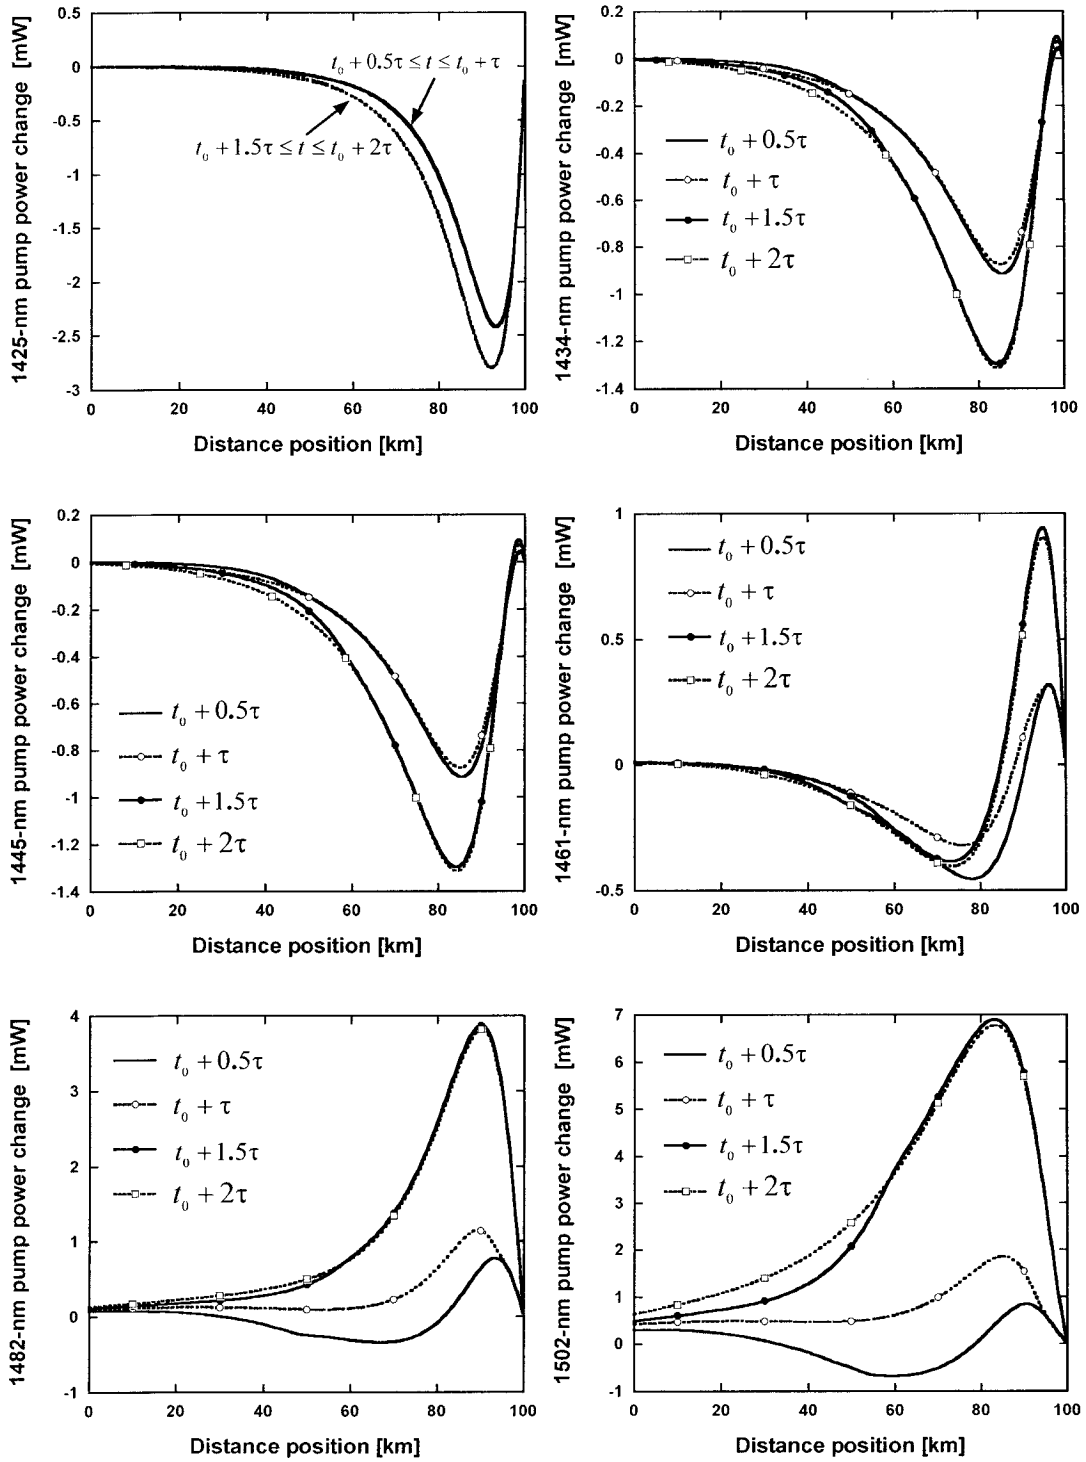 1425-nm pump power change [mW]
0.5
0
-0.5
-1
-1.5
-2
-2.5
-3
t₀ + 0.5τ ≤ t ≤ t₀ + τ
t₀ + 1.5τ ≤ t ≤ t₀ + 2τ
0 20 40 60 80 100
Distance position [km]
1434-nm pump power change [mW]
0.2
0
-0.2
-0.4
-0.6
-0.8
-1
-1.2
-1.4
t₀ + 0.5τ
t₀ + τ
t₀ + 1.5τ
t₀ + 2τ
0 20 40 60 80 100
Distance position [km]
1445-nm pump power change [mW]
0.2
0
-0.2
-0.4
-0.6
-0.8
-1
-1.2
-1.4
t₀ + 0.5τ
t₀ + τ
t₀ + 1.5τ
t₀ + 2τ
0 20 40 60 80 100
Distance position [km]
1461-nm pump power change [mW]
1
0.5
0
-0.5
t₀ + 0.5τ
t₀ + τ
t₀ + 1.5τ
t₀ + 2τ
0 20 40 60 80 100
Distance position [km]
1482-nm pump power change [mW]
4
3
2
1
0
-1
t₀ + 0.5τ
t₀ + τ
t₀ + 1.5τ
t₀ + 2τ
0 20 40 60 80 100
Distance position [km]
1502-nm pump power change [mW]
7
6
5
4
3
2
1
0
-1
t₀ + 0.5τ
t₀ + τ
t₀ + 1.5τ
t₀ + 2τ
0 20 40 60 80 100
Distance position [km]